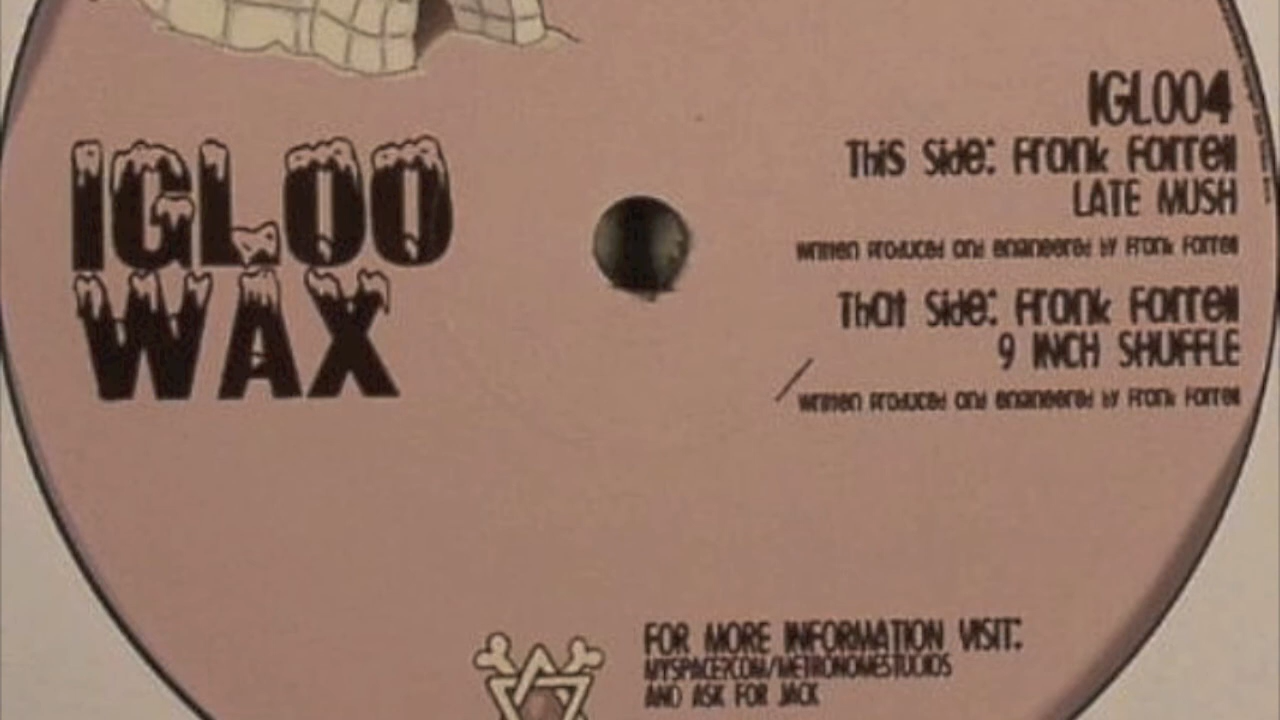 IGLOO
WAX
IGL004
This Side: Frank Farrell
LATE MUSH
Written Produced and engineered by Frank Farrell
That Side: Frank Farrell
9 INCH SHUFFLE
Written Produced and engineered by Frank Farrell
FOR MORE INFORMATION VISIT:
MYSPACE?COM/METRONOMESTUDIOS
AND ASK FOR JACK